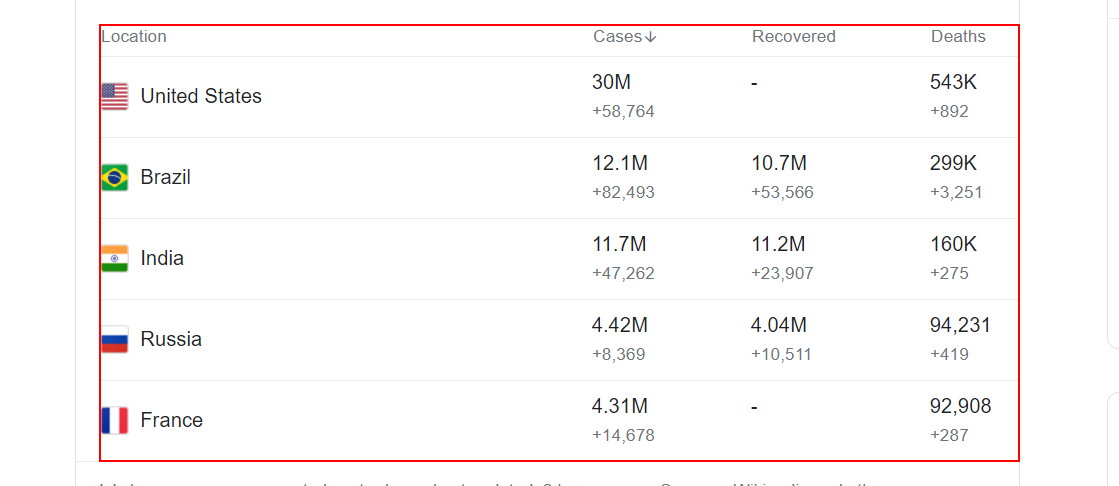 Location Cases↓ Recovered Deaths
30M - 543K
United States
+58,764 +892
12.1M 10.7M 299K
Brazil
+82,493 +53,566 +3,251
11.7M 11.2M 160K
India
+47,262 +23,907 +275
4.42M 4.04M 94,231
Russia
+8,369 +10,511 +419
4.31M - 92,908
France
+14,678 +287